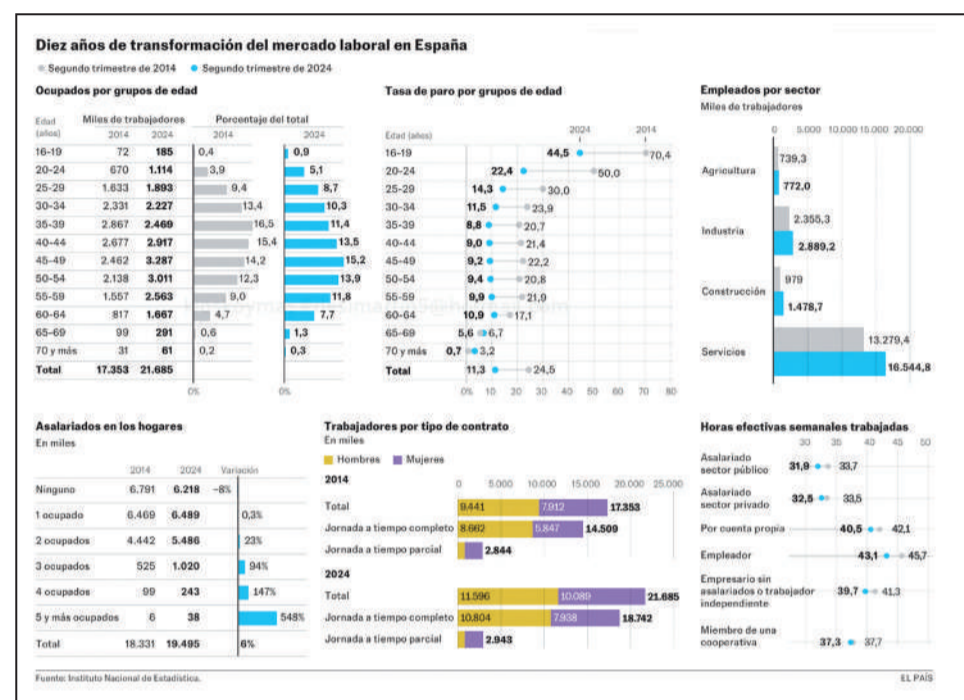 Diez años de transformación del mercado laboral en España
Segundo trimestre de 2014 Segundo trimestre de 2024
Ocupados por grupos de edad
Edad (años) Miles de trabajadores Porcentaje del total
2014 2024 2014 2024
16-19 72 185 0,4 0,9
20-24 670 1.114 3,9 5,1
25-29 1.633 1.893 9,4 8,7
30-34 2.331 2.227 13,4 10,3
35-39 2.867 2.469 16,5 11,4
40-44 2.677 2.917 15,4 13,5
45-49 2.462 3.287 14,2 15,2
50-54 2.138 3.011 12,3 13,9
55-59 1.557 2.563 9,0 11,8
60-64 817 1.667 4,7 7,7
65-69 99 291 0,6 1,3
70 y más 31 61 0,2 0,3
Total 17.353 21.685
0% 0%
Tasa de paro por grupos de edad
Edad (años) 2024 2014
16-19 44,5 70,4
20-24 22,4 50,0
25-29 14,3 30,0
30-34 11,5 23,9
35-39 8,8 20,7
40-44 9,0 21,4
45-49 9,2 22,2
50-54 9,4 20,8
55-59 9,9 21,9
60-64 10,9 17,1
65-69 5,6 6,7
70 y más 0,7 3,2
Total 11,3 24,5
0% 10 20 30 40 50 60 70 80
Empleados por sector
Miles de trabajadores
0 5.000 10.000 15.000 20.000
Agricultura 739,3
772,0
Industria 2.355,3
2.889,2
Construcción 979
1.478,7
Servicios 13.279,4
16.544,8
Asalariados en los hogares
En miles
2014 2024 Variación
Ninguno 6.791 6.218 −8%
1 ocupado 6.469 6.489 0,3%
2 ocupados 4.442 5.486 23%
3 ocupados 525 1.020 94%
4 ocupados 99 243 147%
5 y más ocupados 6 38 548%
Total 18.331 19.495 6%
Trabajadores por tipo de contrato
En miles
Hombres Mujeres
2014 0 5.000 10.000 15.000 20.000 25.000
Total 9.441 7.912 17.353
Jornada a tiempo completo 8.662 5.847 14.509
Jornada a tiempo parcial 2.844
2024
Total 11.596 10.089 21.685
Jornada a tiempo completo 10.804 7.938 18.742
Jornada a tiempo parcial 2.943
Horas efectivas semanales trabajadas
30 35 40 45 50
Asalariado
sector público 31,9 33,7
Asalariado
sector privado 32,5 33,5
Por cuenta propia 40,5 42,1
Empleador 43,1 45,7
Empresario sin
asalariados o trabajador
independiente 39,7 41,3
Miembro de una
cooperativa 37,3 37,7
Fuente: Instituto Nacional de Estadística. EL PAÍS